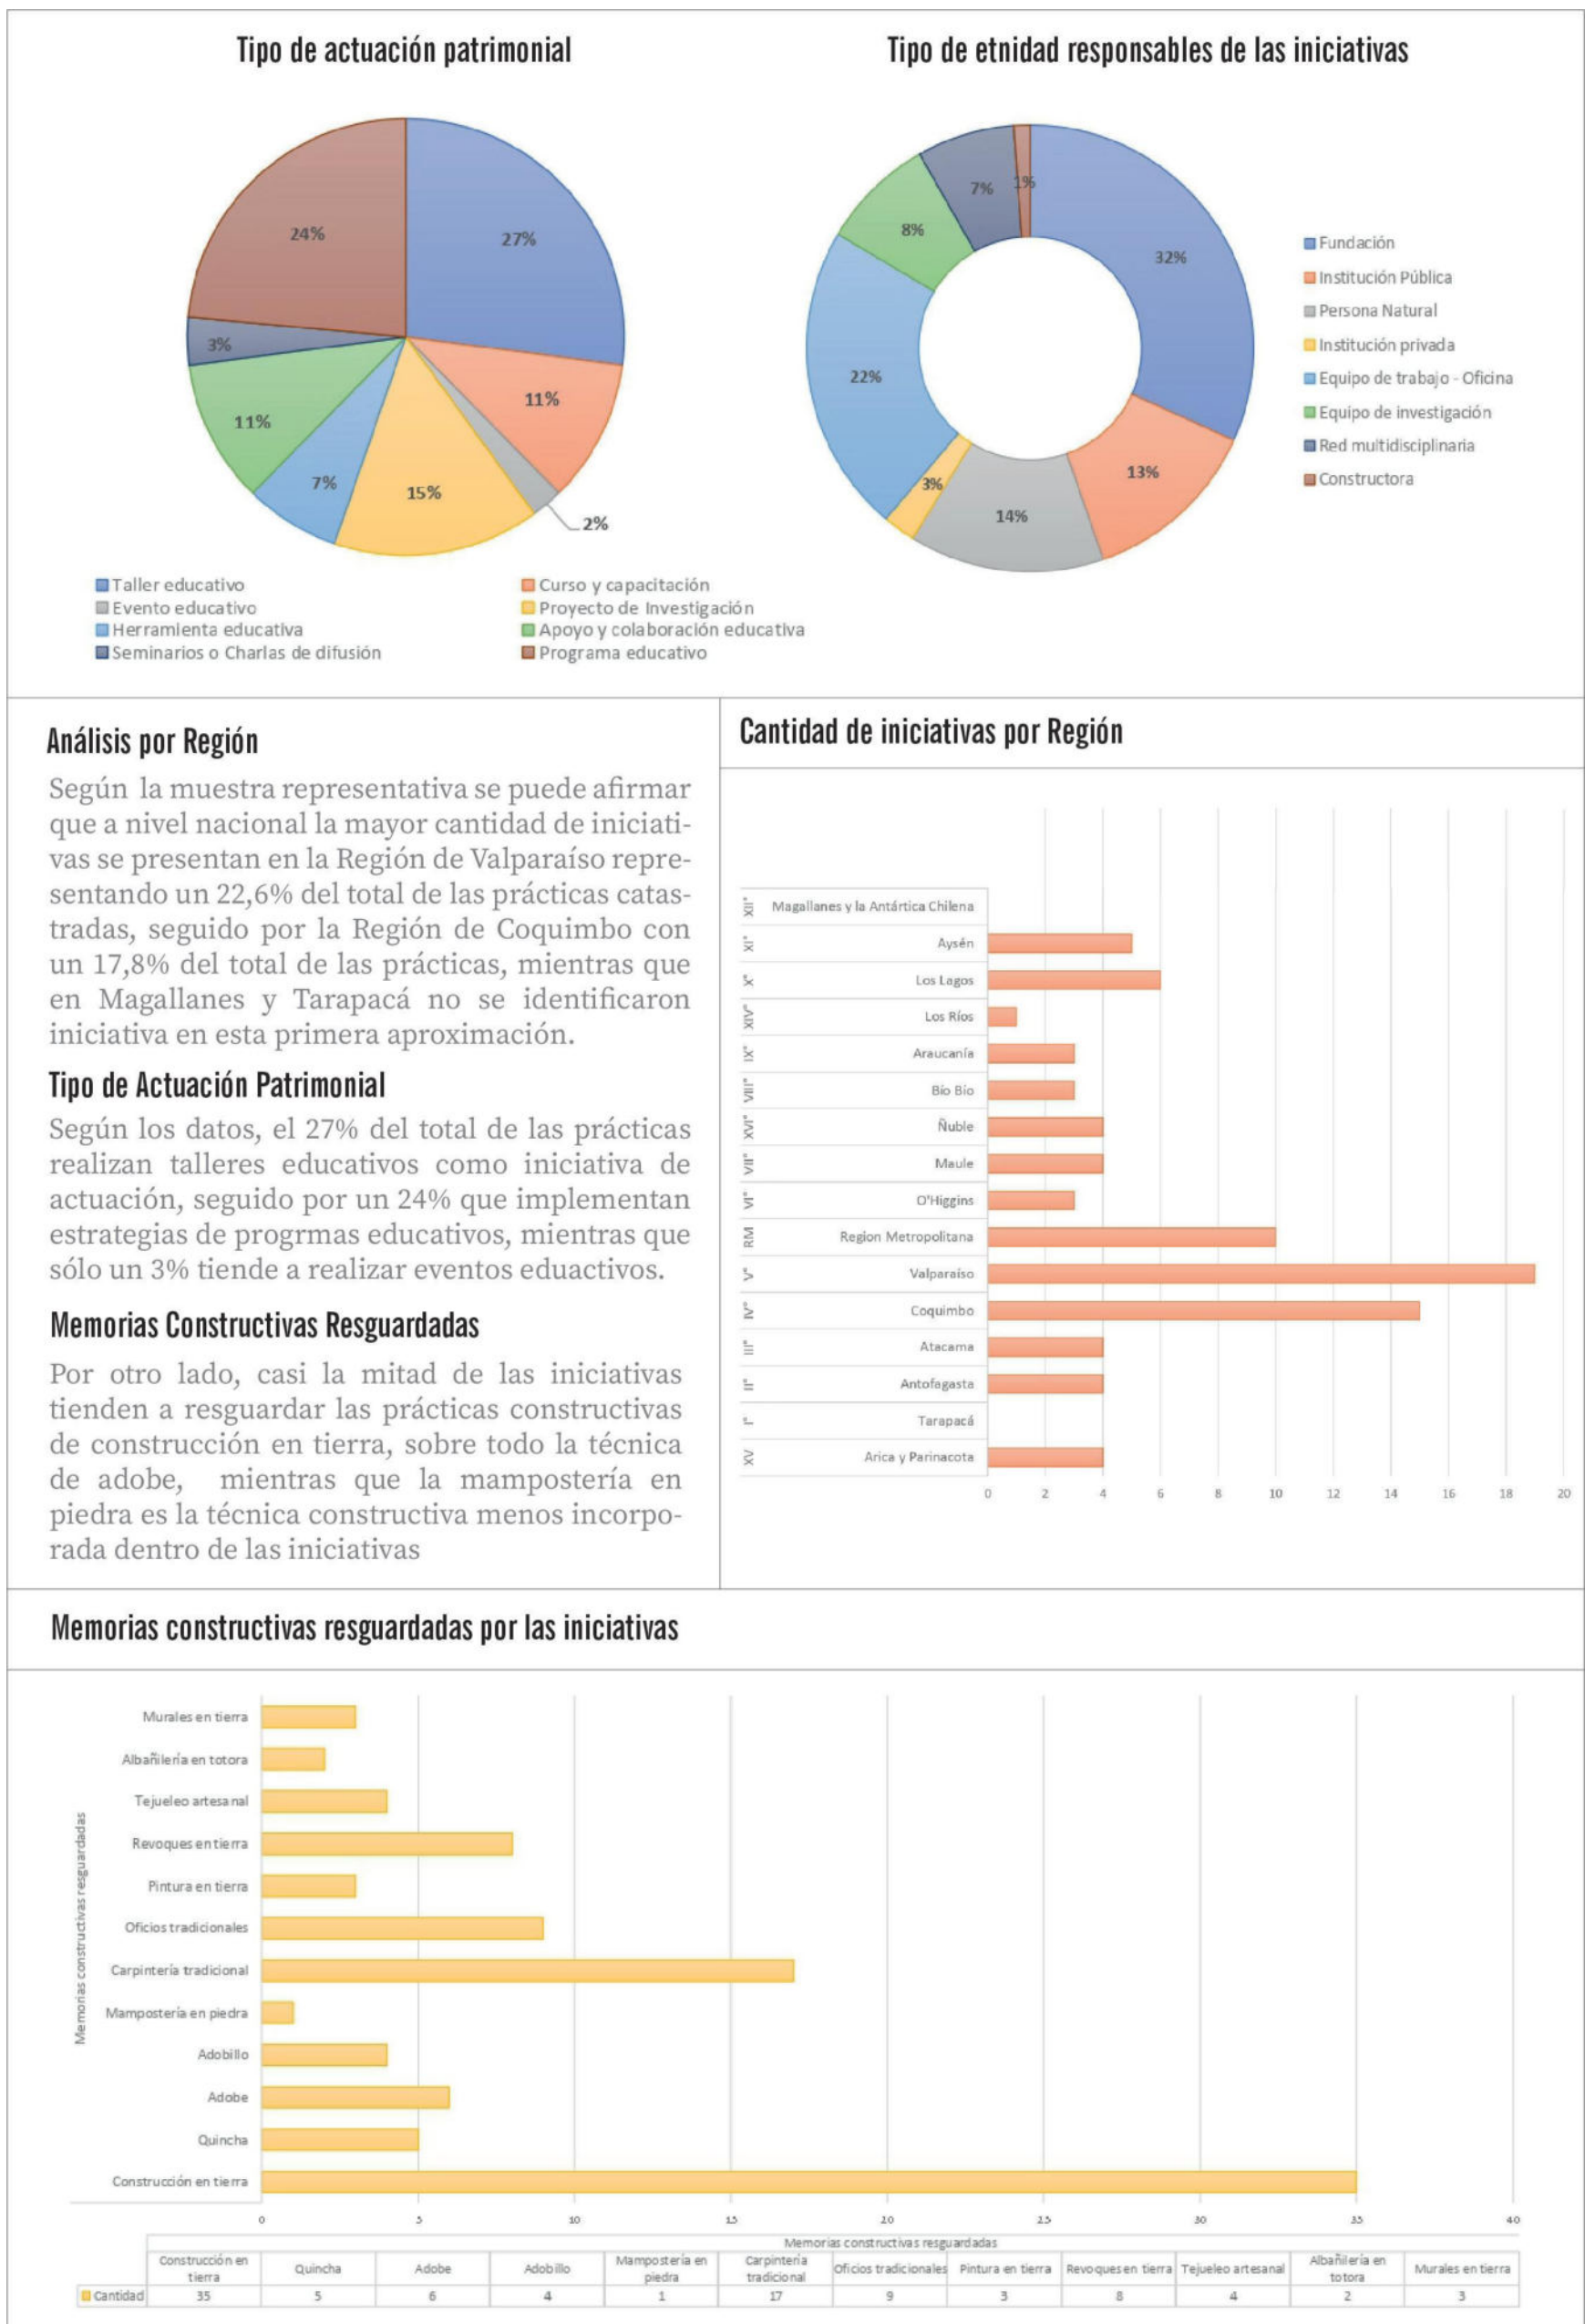 Tipo de actuación patrimonial
24%
27%
3%
11%
11%
7%
15%
2%
Taller educativo
Curso y capacitación
Evento educativo
Proyecto de Investigación
Herramienta educativa
Apoyo y colaboración educativa
Seminarios o Charlas de difusión
Programa educativo
Tipo de etnidad responsables de las iniciativas
7%
1%
8%
32%
22%
3%
14%
13%
Fundación
Institución Pública
Persona Natural
Institución privada
Equipo de trabajo - Oficina
Equipo de investigación
Red multidisciplinaria
Constructora
Análisis por Región
Según la muestra representativa se puede afirmar
que a nivel nacional la mayor cantidad de iniciati-
vas se presentan en la Región de Valparaíso repre-
sentando un 22,6% del total de las prácticas catas-
tradas, seguido por la Región de Coquimbo con
un 17,8% del total de las prácticas, mientras que
en Magallanes y Tarapacá no se identificaron
iniciativa en esta primera aproximación.
Tipo de Actuación Patrimonial
Según los datos, el 27% del total de las prácticas
realizan talleres educativos como iniciativa de
actuación, seguido por un 24% que implementan
estrategias de progrmas educativos, mientras que
sólo un 3% tiende a realizar eventos eduactivos.
Memorias Constructivas Resguardadas
Por otro lado, casi la mitad de las iniciativas
tienden a resguardar las prácticas constructivas
de construcción en tierra, sobre todo la técnica
de adobe, mientras que la mampostería en
piedra es la técnica constructiva menos incorpo-
rada dentro de las iniciativas
Cantidad de iniciativas por Región
XII° Magallanes y la Antártica Chilena
XI° Aysén
X° Los Lagos
XIV° Los Ríos
IX° Araucanía
VIII° Bío Bío
XVI° Ñuble
VII° Maule
VI° O'Higgins
RM Region Metropolitana
V° Valparaíso
IV° Coquimbo
III° Atacama
II° Antofagasta
I° Tarapacá
XV Arica y Parinacota
0 2 4 6 8 10 12 14 16 18 20
Memorias constructivas resguardadas por las iniciativas
Memorias constructivas resguardadas
Murales en tierra
Albañilería en totora
Tejueleo artesanal
Revoques en tierra
Pintura en tierra
Oficios tradicionales
Carpintería tradicional
Mampostería en piedra
Adobillo
Adobe
Quincha
Construcción en tierra
0 5 10 15 20 25 30 35 40
Memorias constructivas resguardadas
Construcción en tierra Quincha Adobe Adobillo Mampostería en piedra Carpintería tradicional Oficios tradicionales Pintura en tierra Revoques en tierra Tejueleo artesanal Albañilería en totora Murales en tierra
Cantidad 35 5 6 4 1 17 9 3 8 4 2 3